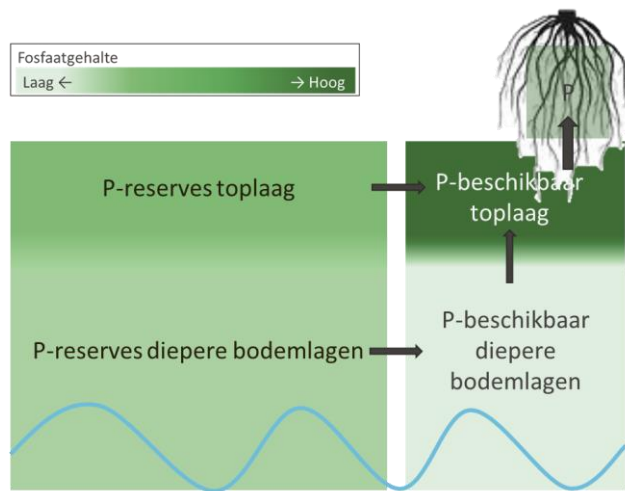 Fosfaatgehalte
Laag ← → Hoog
P
P-reserves toplaag
P-beschikbaar
toplaag
P-reserves diepere bodemlagen
P-beschikbaar
diepere
bodemlagen